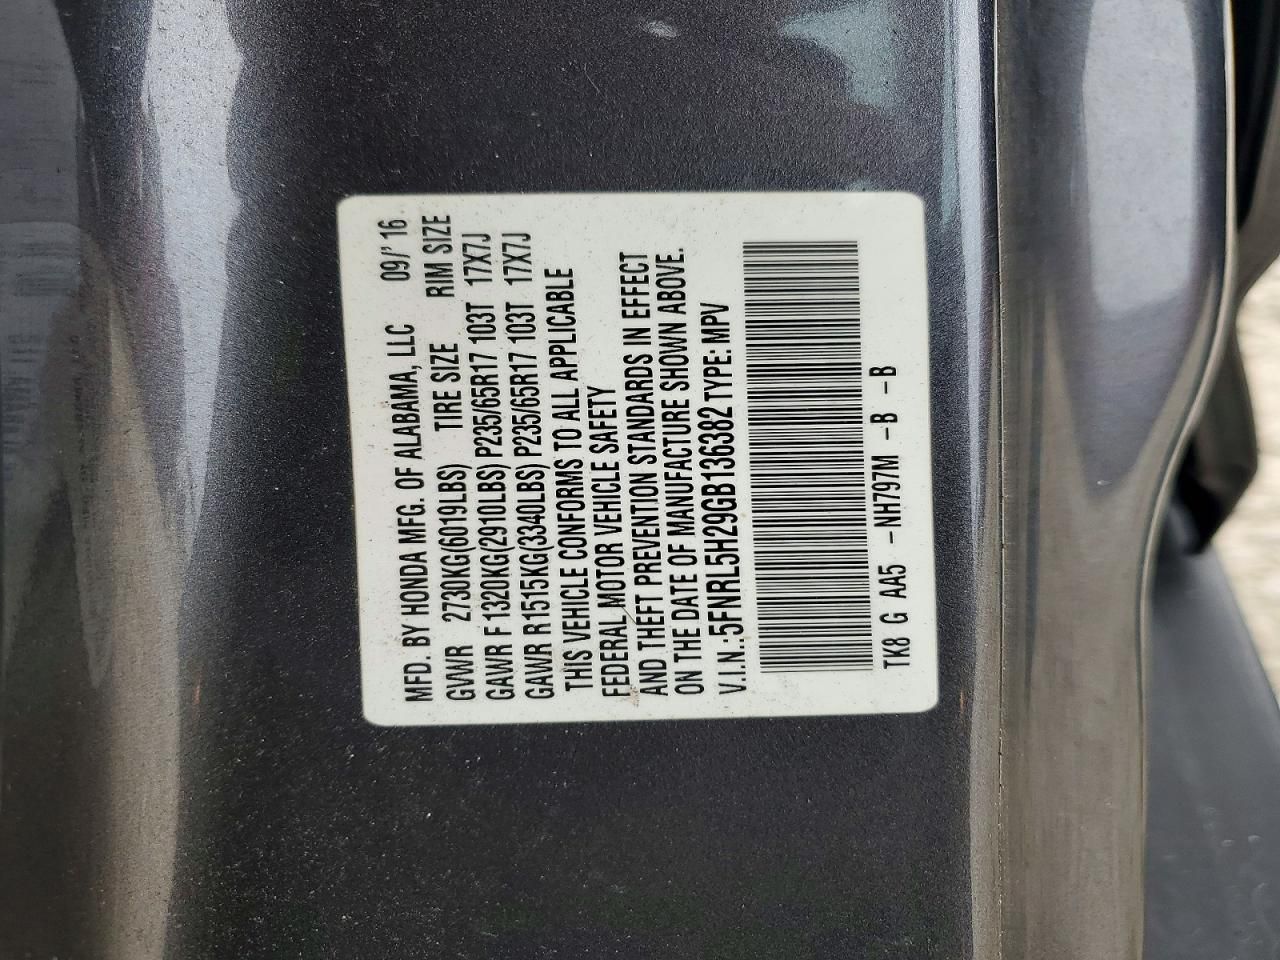 MFD. BY HONDA MFG. OF ALABAMA, LLC 09/' 16
GVWR 2730KG(6019LBS) TIRE SIZE RIM SIZE
GAWR F 1320KG(2910LBS) P235/65R17 103T 17X7J
GAWR R1515KG(3340LBS) P235/65R17 103T 17X7J
THIS VEHICLE CONFORMS TO ALL APPLICABLE
FEDERAL MOTOR VEHICLE SAFETY
AND THEFT PREVENTION STANDARDS IN EFFECT
ON THE DATE OF MANUFACTURE SHOWN ABOVE.
V.I.N.:5FNRL5H29GB136382 TYPE: MPV
TK8 G AA5 -NH797M -B -B